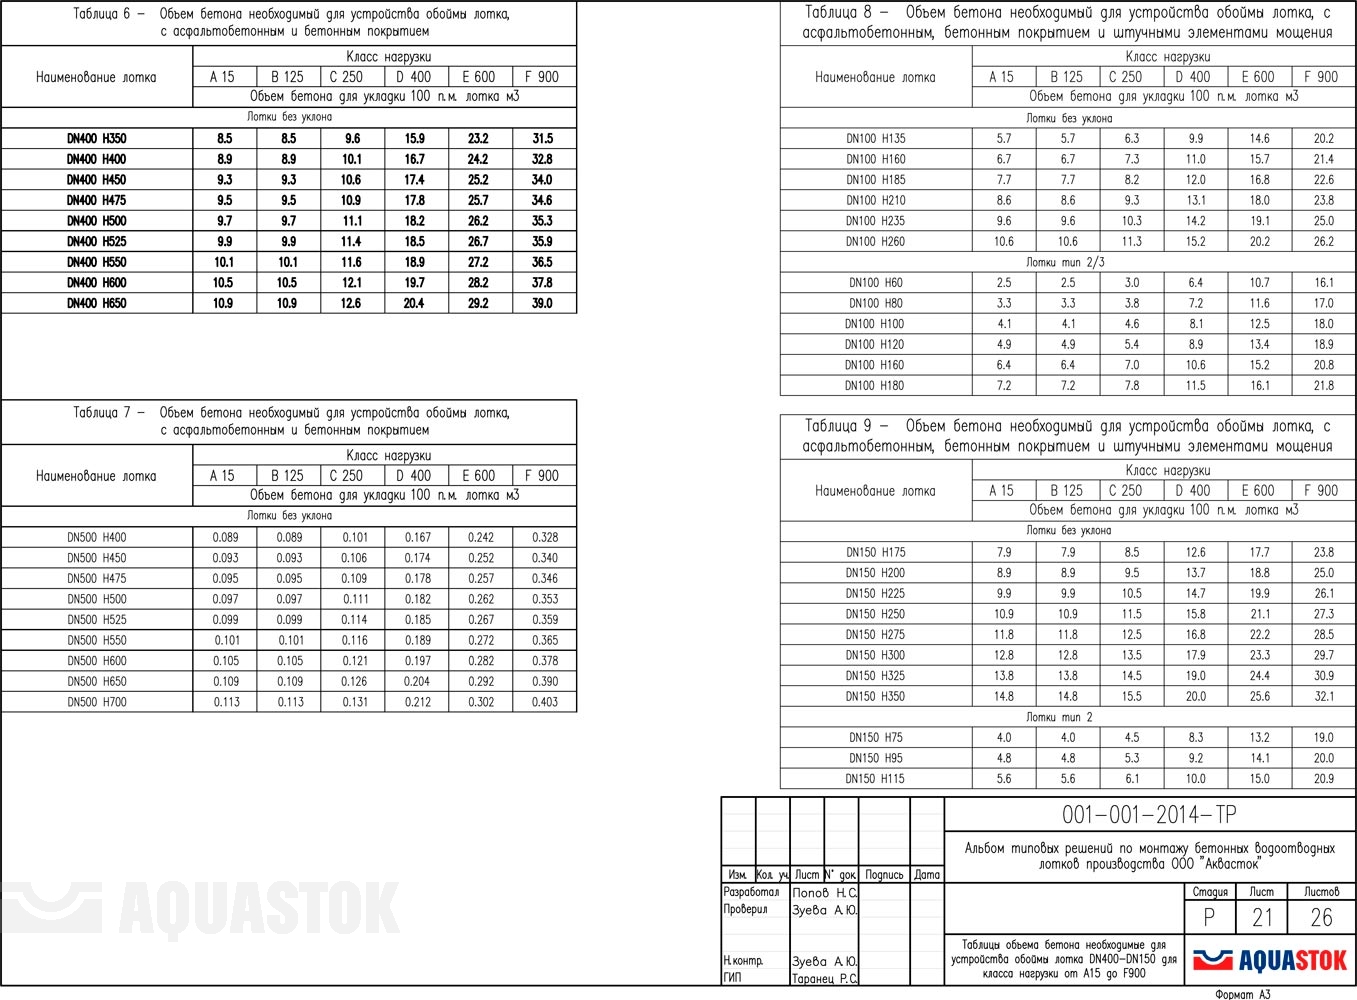 Таблица 6 – Объем бетона необходимый для устройства обоймы лотка,
с асфальтобетонным и бетонным покрытием
Наименование лотка
Класс нагрузки
A 15 B 125 C 250 D 400 E 600 F 900
Объем бетона для укладки 100 п.м. лотка м3
Лотки без уклона
DN400 H350 8.5 8.5 9.6 15.9 23.2 31.5
DN400 H400 8.9 8.9 10.1 16.7 24.2 32.8
DN400 H450 9.3 9.3 10.6 17.4 25.2 34.0
DN400 H475 9.5 9.5 10.9 17.8 25.7 34.6
DN400 H500 9.7 9.7 11.1 18.2 26.2 35.3
DN400 H525 9.9 9.9 11.4 18.5 26.7 35.9
DN400 H550 10.1 10.1 11.6 18.9 27.2 36.5
DN400 H600 10.5 10.5 12.1 19.7 28.2 37.8
DN400 H650 10.9 10.9 12.6 20.4 29.2 39.0
Таблица 7 – Объем бетона необходимый для устройства обоймы лотка,
с асфальтобетонным и бетонным покрытием
Наименование лотка
Класс нагрузки
A 15 B 125 C 250 D 400 E 600 F 900
Объем бетона для укладки 100 п.м. лотка м3
Лотки без уклона
DN500 H400 0.089 0.089 0.101 0.167 0.242 0.328
DN500 H450 0.093 0.093 0.106 0.174 0.252 0.340
DN500 H475 0.095 0.095 0.109 0.178 0.257 0.346
DN500 H500 0.097 0.097 0.111 0.182 0.262 0.353
DN500 H525 0.099 0.099 0.114 0.185 0.267 0.359
DN500 H550 0.101 0.101 0.116 0.189 0.272 0.365
DN500 H600 0.105 0.105 0.121 0.197 0.282 0.378
DN500 H650 0.109 0.109 0.126 0.204 0.292 0.390
DN500 H700 0.113 0.113 0.131 0.212 0.302 0.403
AQUASTOK
Таблица 8 – Объем бетона необходимый для устройства обоймы лотка, с
асфальтобетонным, бетонным покрытием и штучными элементами мощения
Наименование лотка
Класс нагрузки
A 15 B 125 C 250 D 400 E 600 F 900
Объем бетона для укладки 100 п.м. лотка м3
Лотки без уклона
DN100 H135 5.7 5.7 6.3 9.9 14.6 20.2
DN100 H160 6.7 6.7 7.3 11.0 15.7 21.4
DN100 H185 7.7 7.7 8.2 12.0 16.8 22.6
DN100 H210 8.6 8.6 9.3 13.1 18.0 23.8
DN100 H235 9.6 9.6 10.3 14.2 19.1 25.0
DN100 H260 10.6 10.6 11.3 15.2 20.2 26.2
Лотки тип 2/3
DN100 H60 2.5 2.5 3.0 6.4 10.7 16.1
DN100 H80 3.3 3.3 3.8 7.2 11.6 17.0
DN100 H100 4.1 4.1 4.6 8.1 12.5 18.0
DN100 H120 4.9 4.9 5.4 8.9 13.4 18.9
DN100 H160 6.4 6.4 7.0 10.6 15.2 20.8
DN100 H180 7.2 7.2 7.8 11.5 16.1 21.8
Таблица 9 – Объем бетона необходимый для устройства обоймы лотка, с
асфальтобетонным, бетонным покрытием и штучными элементами мощения
Наименование лотка
Класс нагрузки
A 15 B 125 C 250 D 400 E 600 F 900
Объем бетона для укладки 100 п.м. лотка м3
Лотки без уклона
DN150 H175 7.9 7.9 8.5 12.6 17.7 23.8
DN150 H200 8.9 8.9 9.5 13.7 18.8 25.0
DN150 H225 9.9 9.9 10.5 14.7 19.9 26.1
DN150 H250 10.9 10.9 11.5 15.8 21.1 27.3
DN150 H275 11.8 11.8 12.5 16.8 22.2 28.5
DN150 H300 12.8 12.8 13.5 17.9 23.3 29.7
DN150 H325 13.8 13.8 14.5 19.0 24.4 30.9
DN150 H350 14.8 14.8 15.5 20.0 25.6 32.1
Лотки тип 2
DN150 H75 4.0 4.0 4.5 8.3 13.2 19.0
DN150 H95 4.8 4.8 5.3 9.2 14.1 20.0
DN150 H115 5.6 5.6 6.1 10.0 15.0 20.9
001-001-2014-ТР
Альбом типовых решений по монтажу бетонных водоотводных
лотков производства ООО "Аквасток"
Изм. Кол. уч. Лист N° док. Подпись Дата
Разработал Попов Н.С.
Проверил Зуева А.Ю.
Н.контр. Зуева А.Ю.
ГИП Таранец Р.С.
Стадия Лист Листов
Р 21 26
Таблицы объема бетона необходимые для
устройства обоймы лотка DN400-DN150 для
класса нагрузки от А15 до F900
AQUASTOK
Формат А3